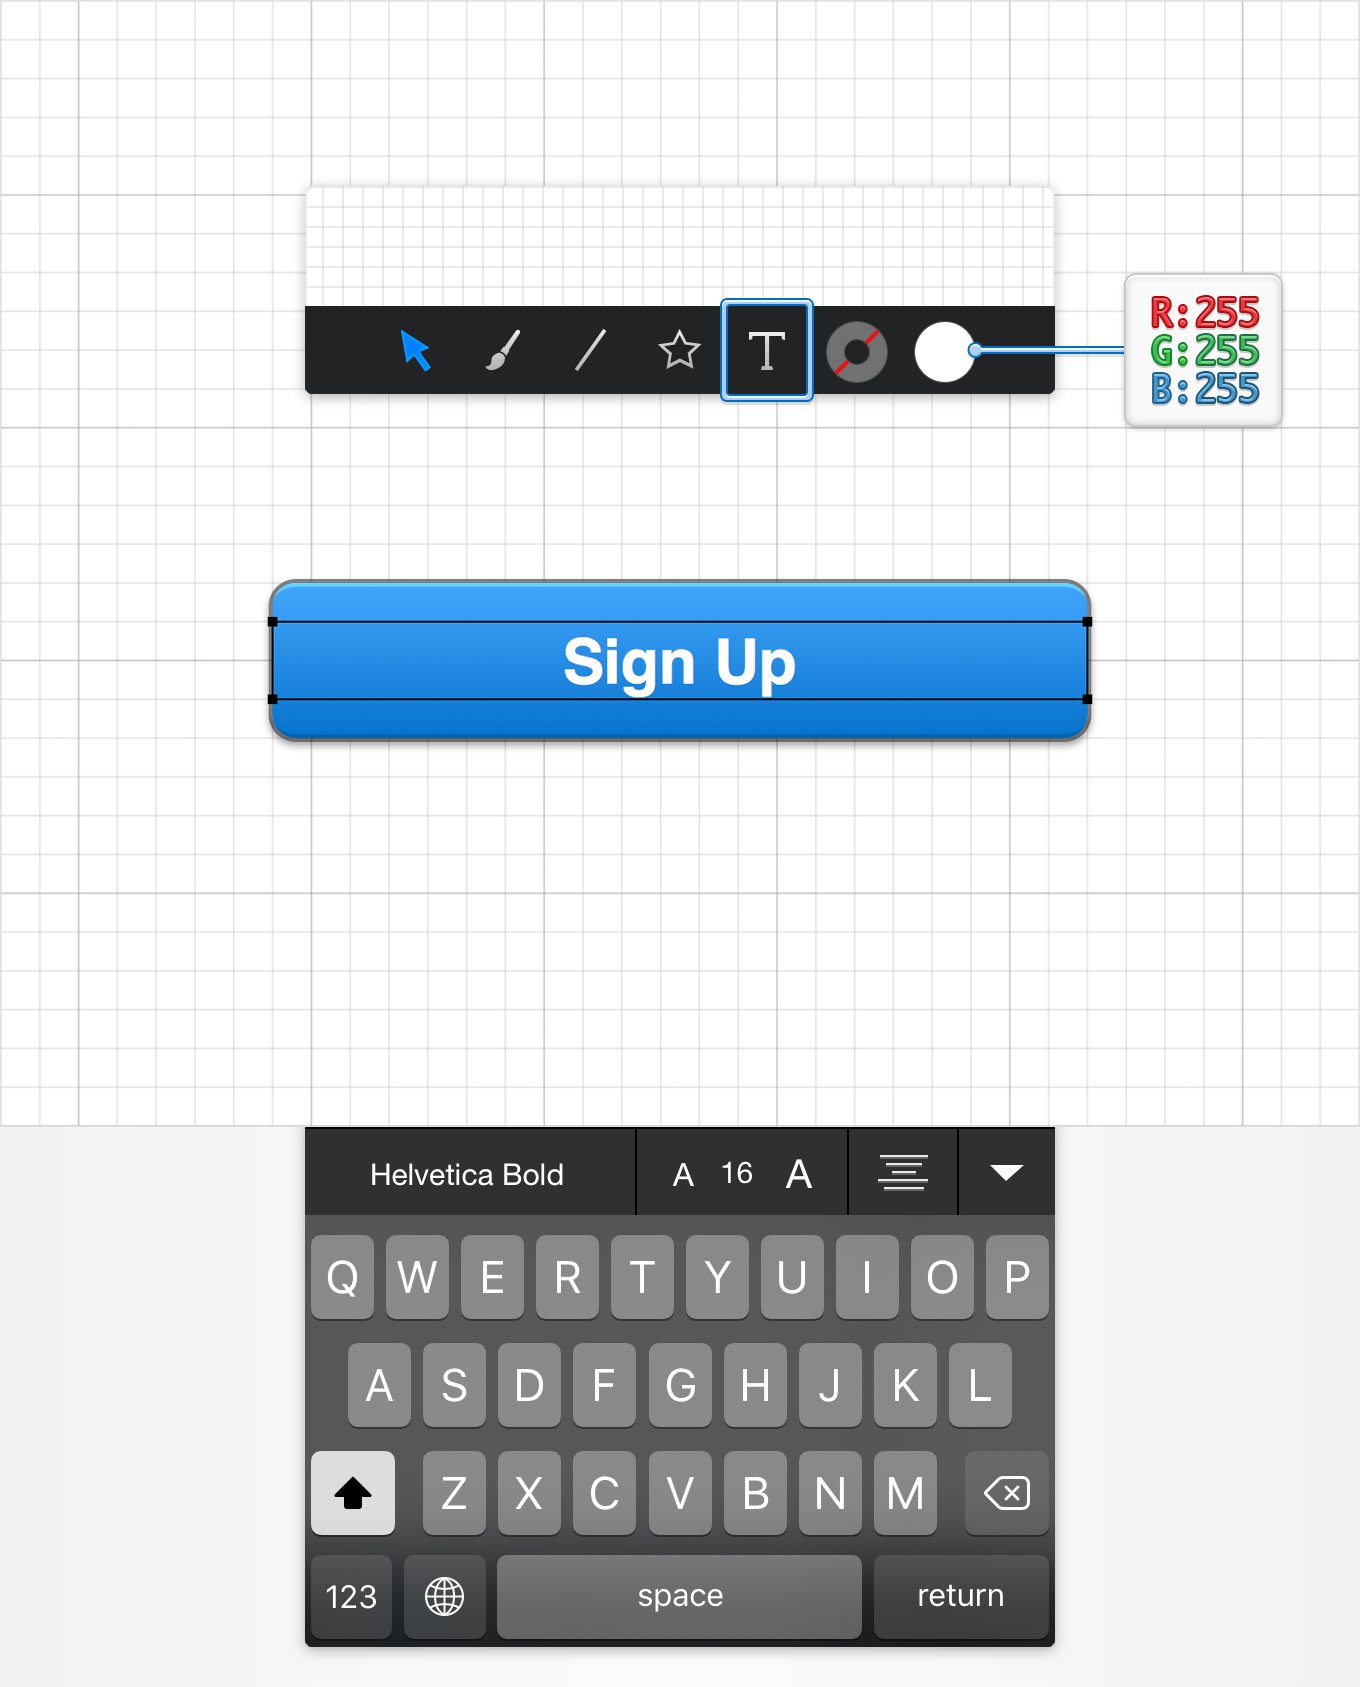 T
R: 255
G: 255
B: 255
Sign Up
Helvetica Bold A 16 A
Q W E R T Y U I O P
A S D F G H J K L
Z X C V B N M
123 space return